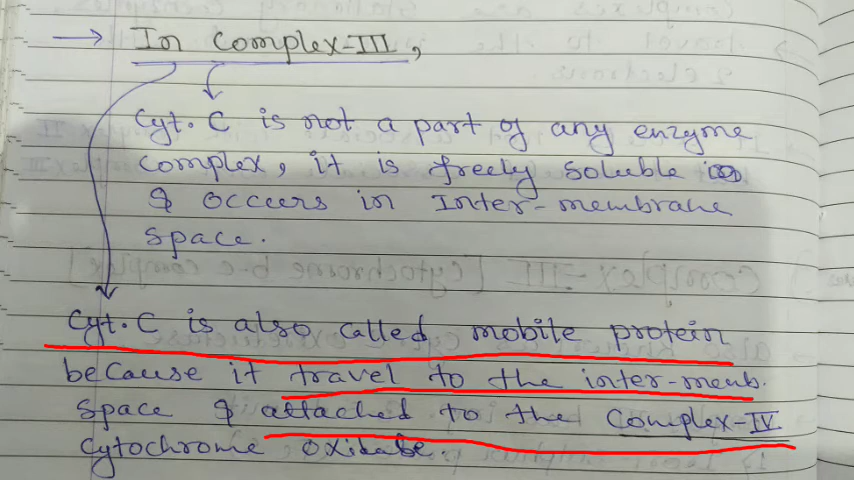 → In Complex-III,
Cyt. C is not a part of any enzyme
complex, it is freely soluble
& occers in Inter-membrane
space.
Cyt. C is also called mobile protein
because it travel to the inter-memb.
space & attached to the Complex-IV
Cytochrome oxidase.